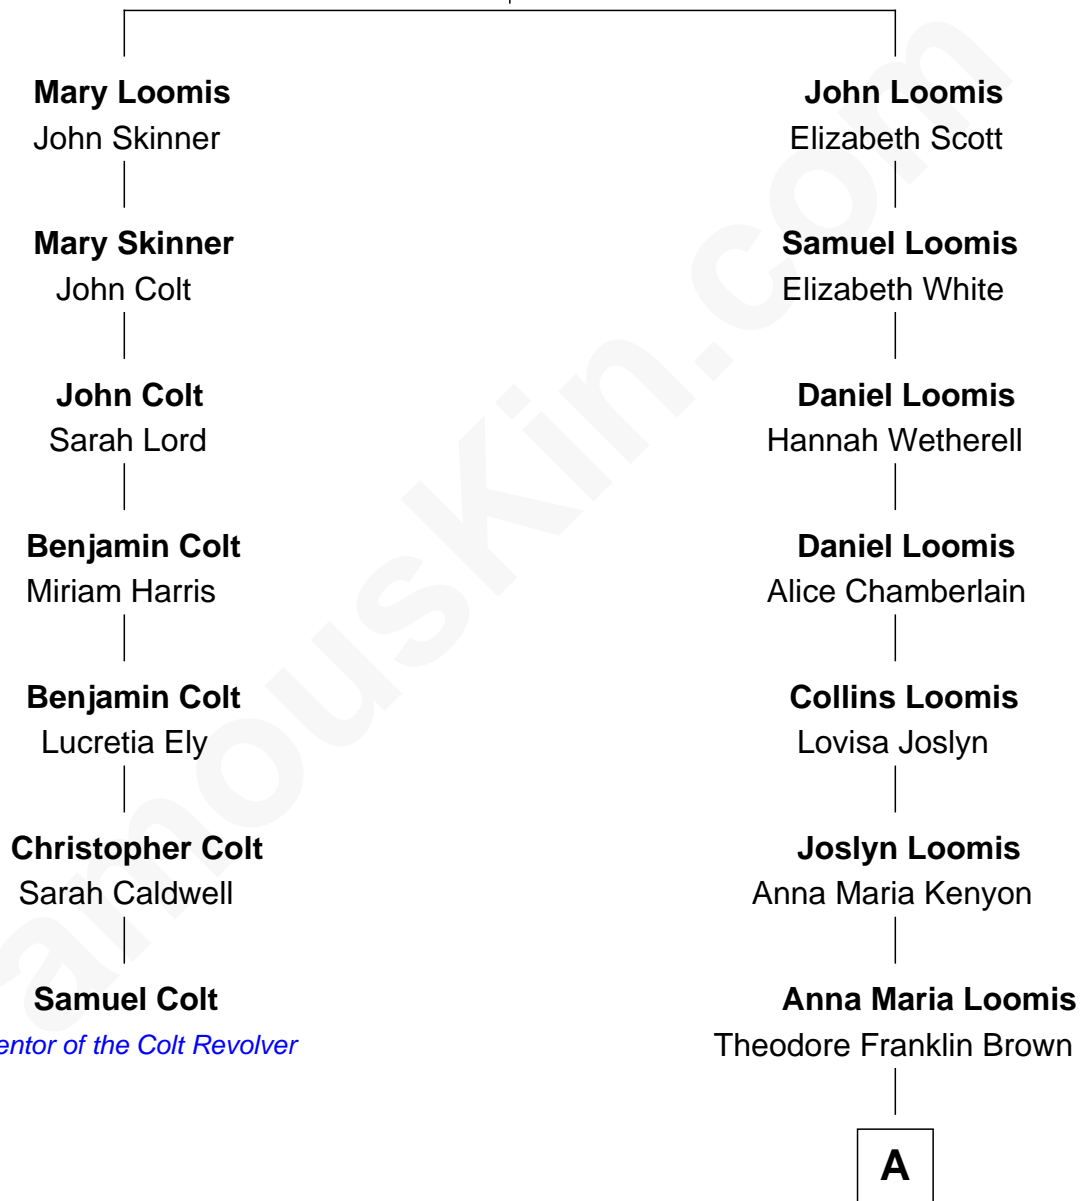 Mary Loomis
John Skinner
Mary Skinner
John Colt
John Colt
Sarah Lord
Benjamin Colt
Miriam Harris
Benjamin Colt
Lucretia Ely
Christopher Colt
Sarah Caldwell
Samuel Colt
entor of the Colt Revolver
John Loomis
Elizabeth Scott
Samuel Loomis
Elizabeth White
Daniel Loomis
Hannah Wetherell
Daniel Loomis
Alice Chamberlain
Collins Loomis
Lovisa Joslyn
Joslyn Loomis
Anna Maria Kenyon
Anna Maria Loomis
Theodore Franklin Brown
A
amouskin.com